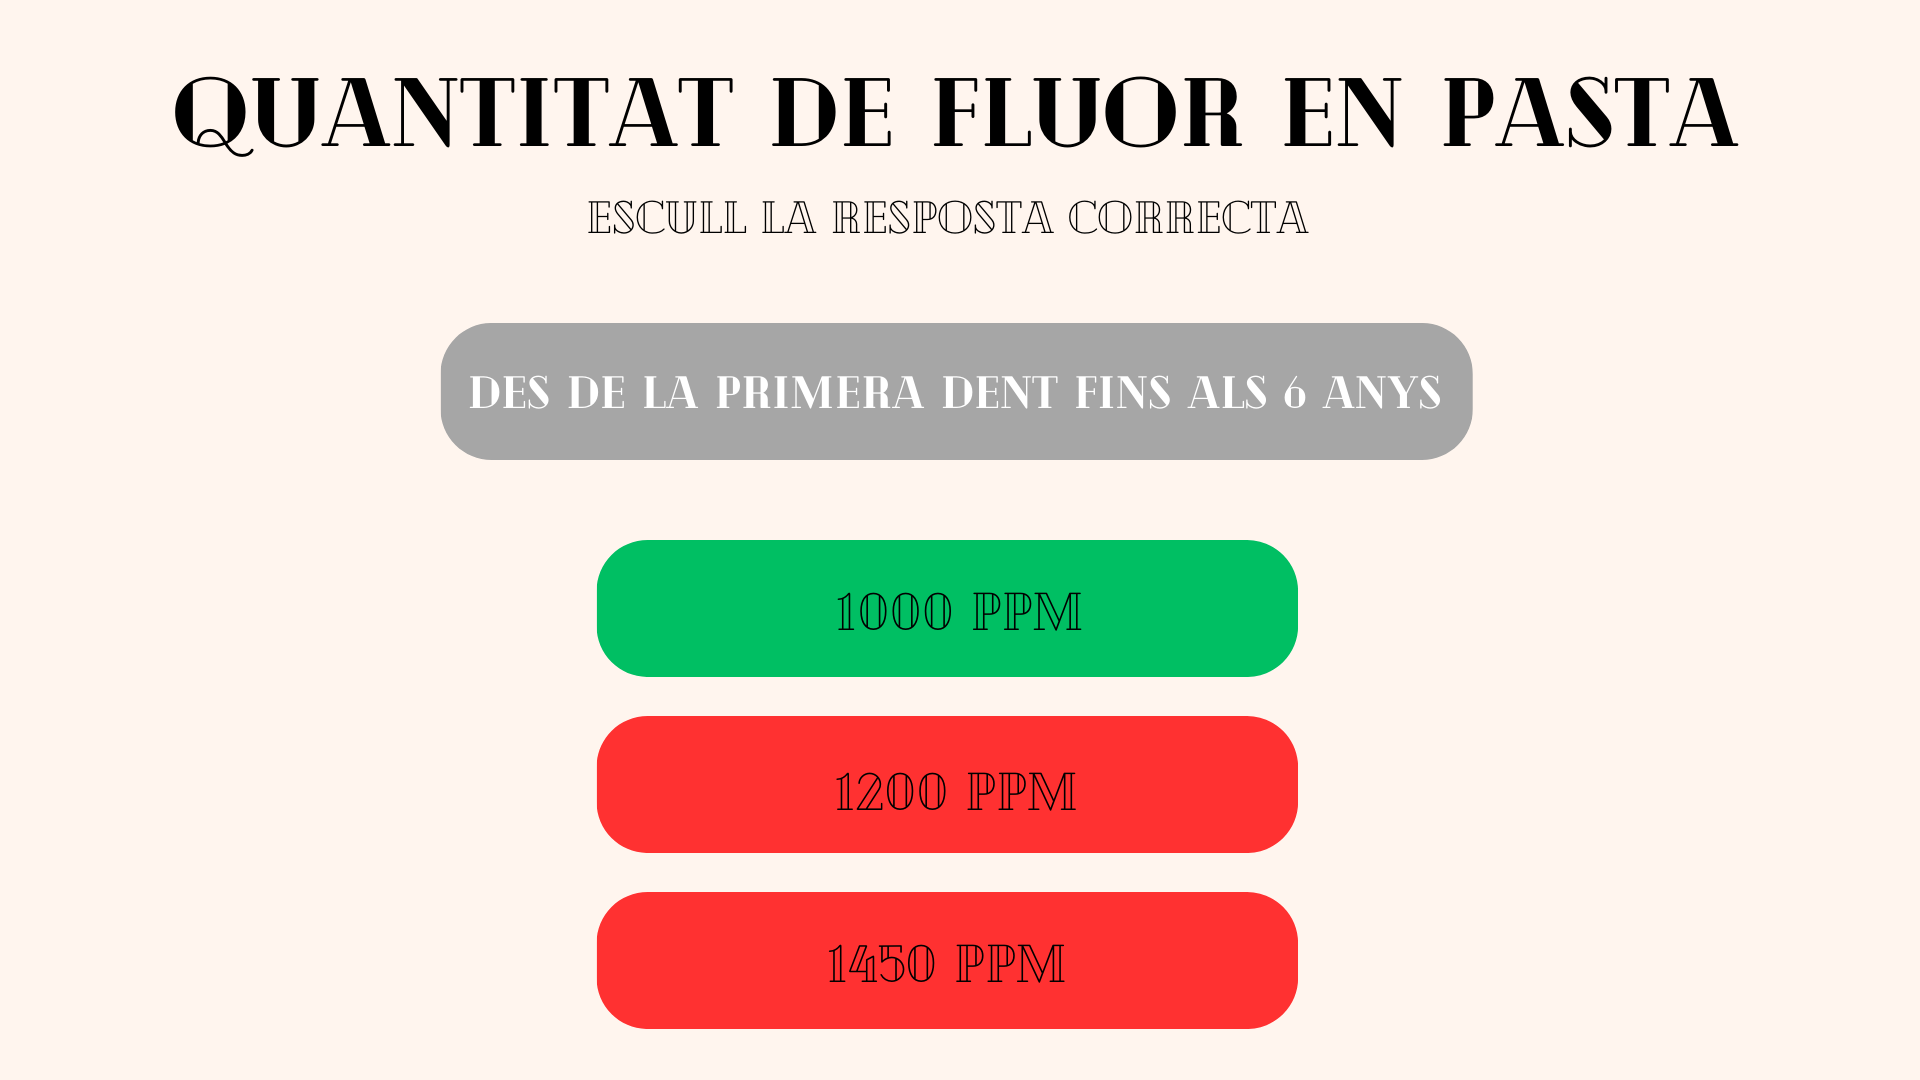 QUANTITAT DE FLUOR EN PASTA
ESCULL LA RESPOSTA CORRECTA
DES DE LA PRIMERA DENT FINS ALS 6 ANYS
1000 PPM
1200 PPM
1450 PPM